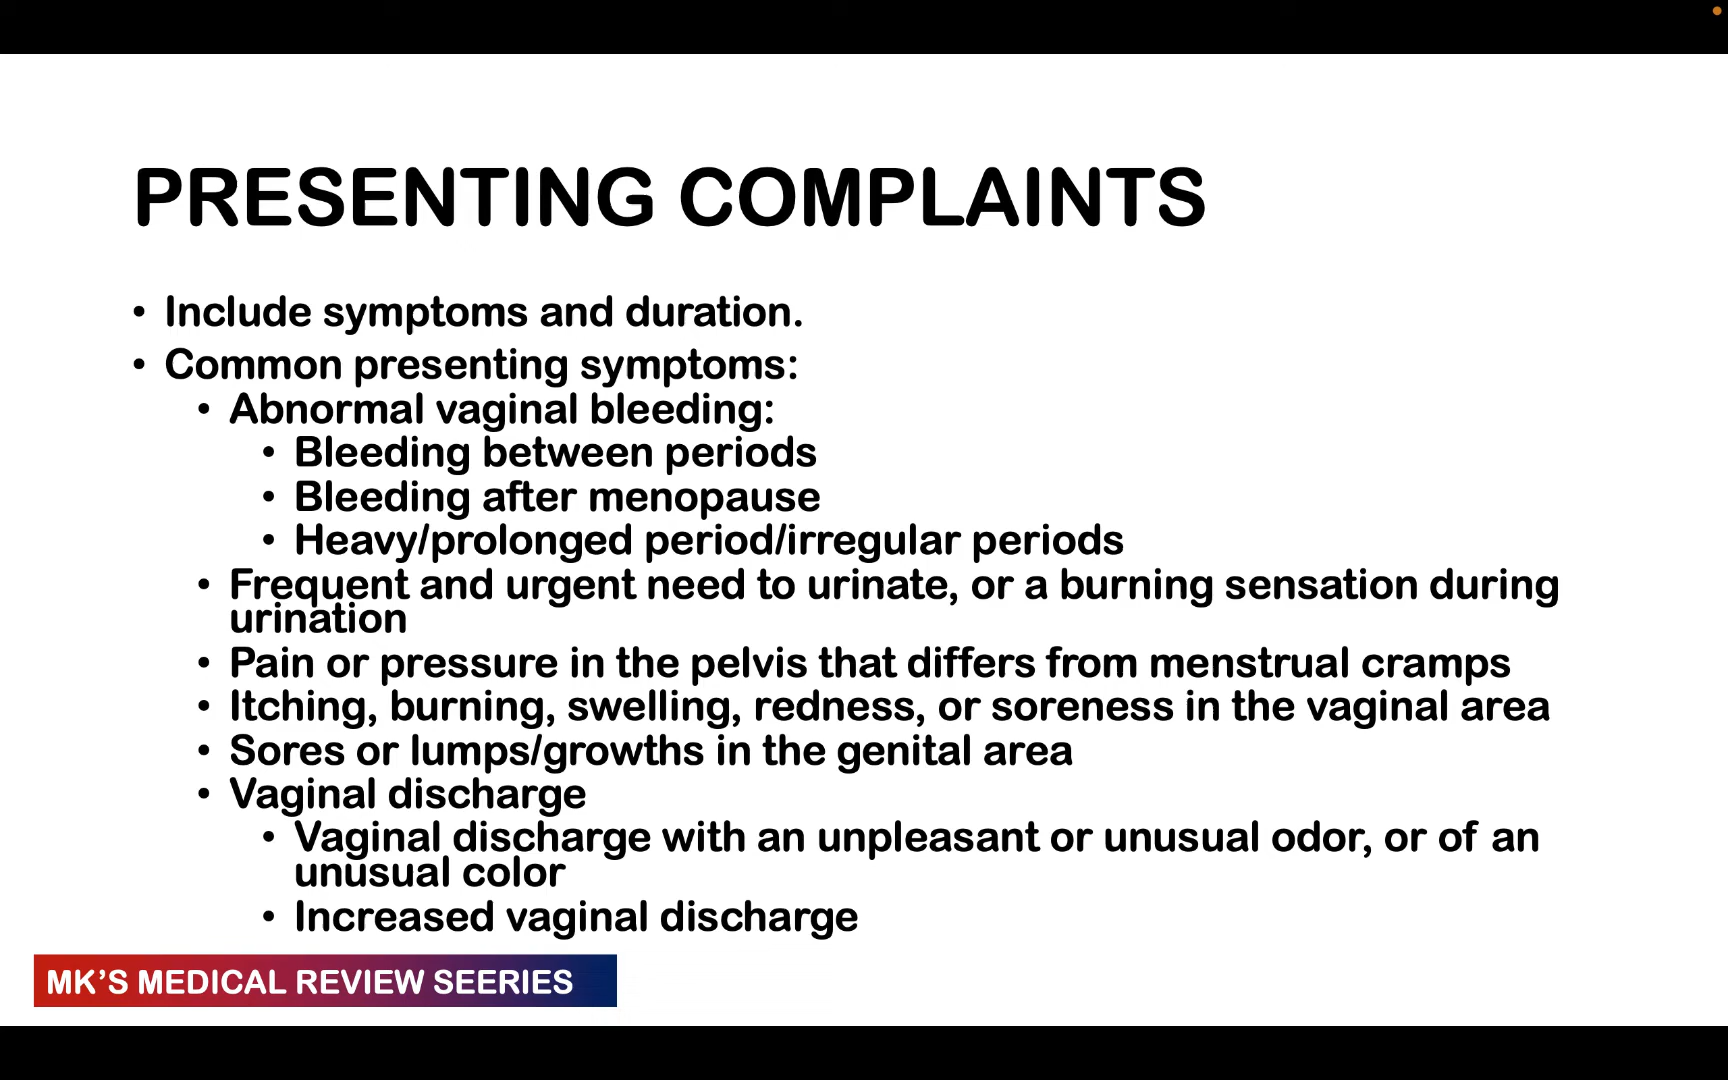 PRESENTING COMPLAINTS
• Include symptoms and duration.
• Common presenting symptoms:
• Abnormal vaginal bleeding:
• Bleeding between periods
• Bleeding after menopause
• Heavy/prolonged period/irregular periods
• Frequent and urgent need to urinate, or a burning sensation during
urination
• Pain or pressure in the pelvis that differs from menstrual cramps
• Itching, burning, swelling, redness, or soreness in the vaginal area
• Sores or lumps/growths in the genital area
• Vaginal discharge
• Vaginal discharge with an unpleasant or unusual odor, or of an
unusual color
• Increased vaginal discharge
MK’S MEDICAL REVIEW SEERIES